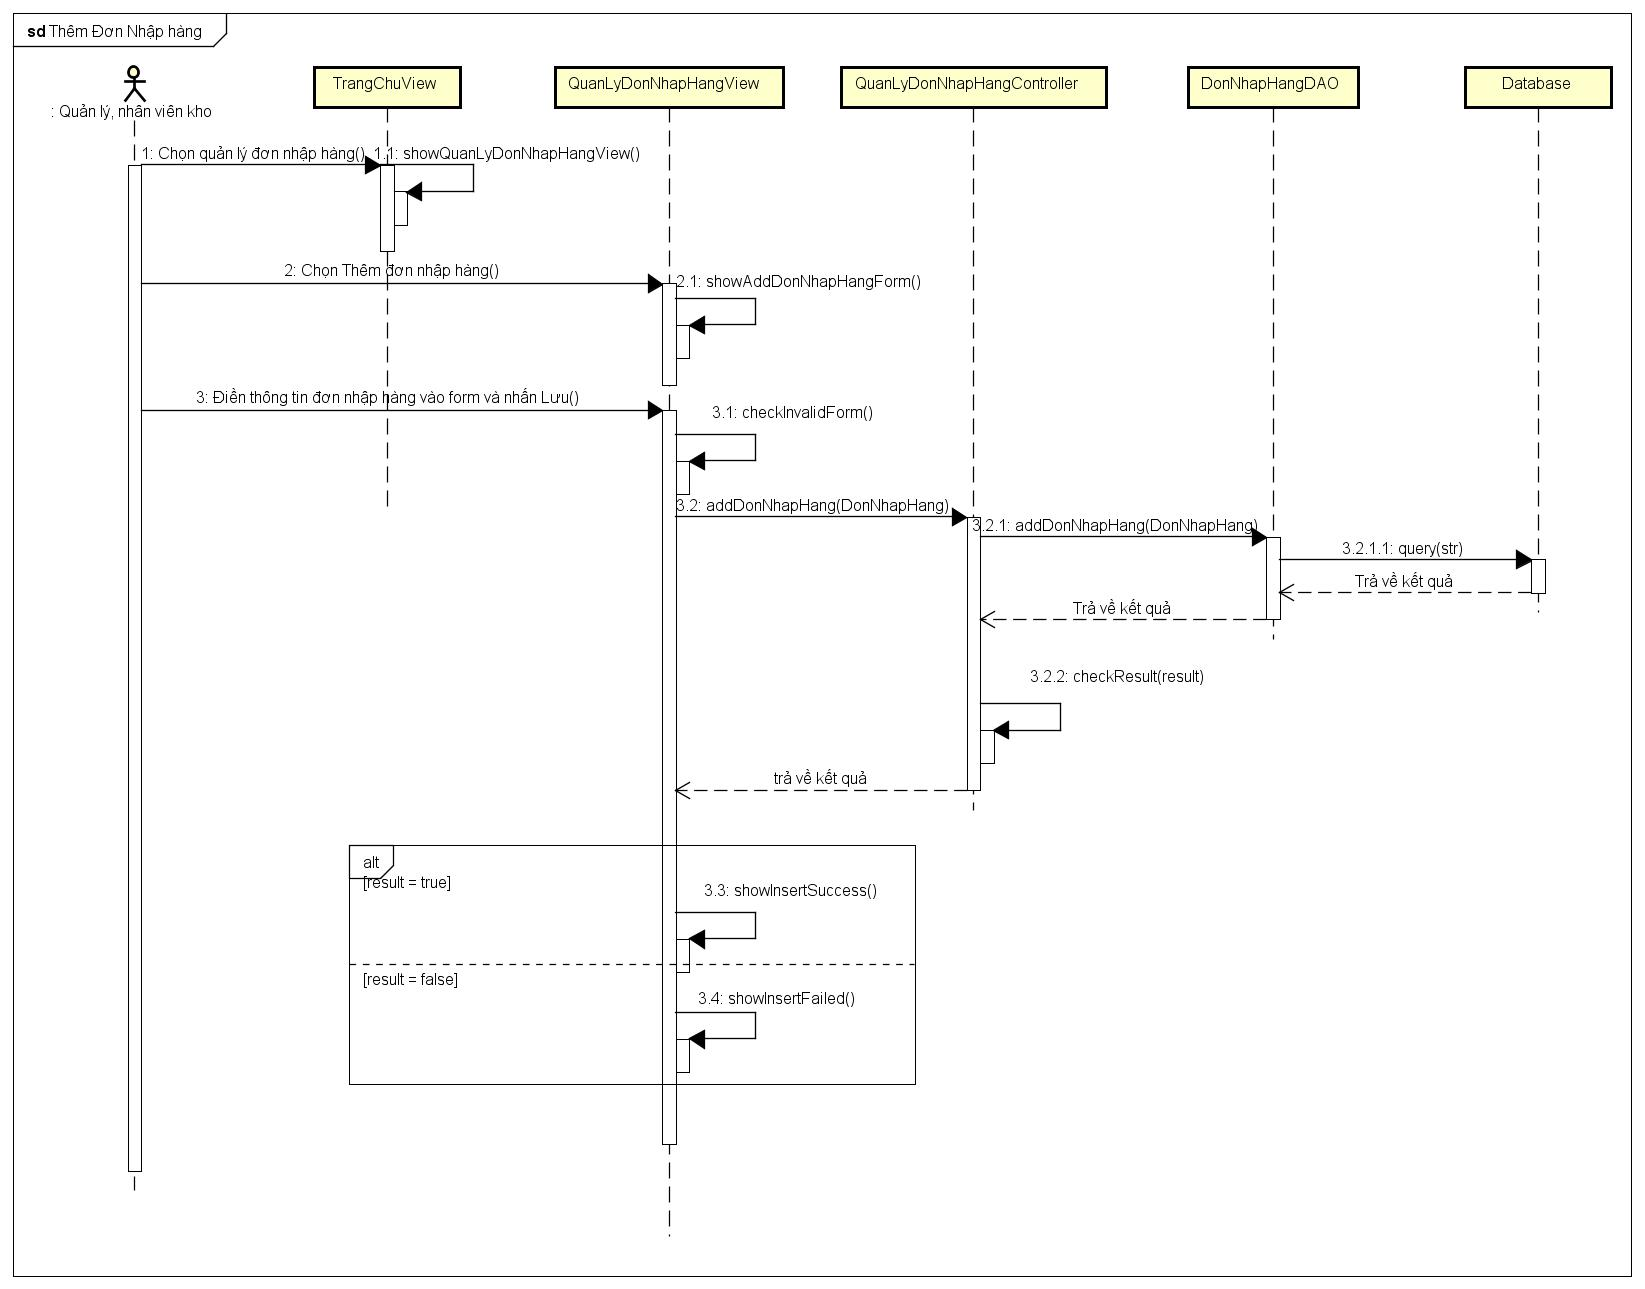 sd Thêm Đơn Nhập hàng
: Quản lý, nhân viên kho
TrangChuView
QuanLyDonNhapHangView
QuanLyDonNhapHangController
DonNhapHangDAO
Database
1: Chọn quản lý đơn nhập hàng()
1.1: showQuanLyDonNhapHangView()
2: Chọn Thêm đơn nhập hàng()
2.1: showAddDonNhapHangForm()
3: Điền thông tin đơn nhập hàng vào form và nhấn Lưu()
3.1: checkInvalidForm()
3.2: addDonNhapHang(DonNhapHang)
3.2.1: addDonNhapHang(DonNhapHang)
3.2.1.1: query(str)
Trả về kết quả
Trả về kết quả
3.2.2: checkResult(result)
trả về kết quả
alt
[result = true]
3.3: showInsertSuccess()
[result = false]
3.4: showInsertFailed()